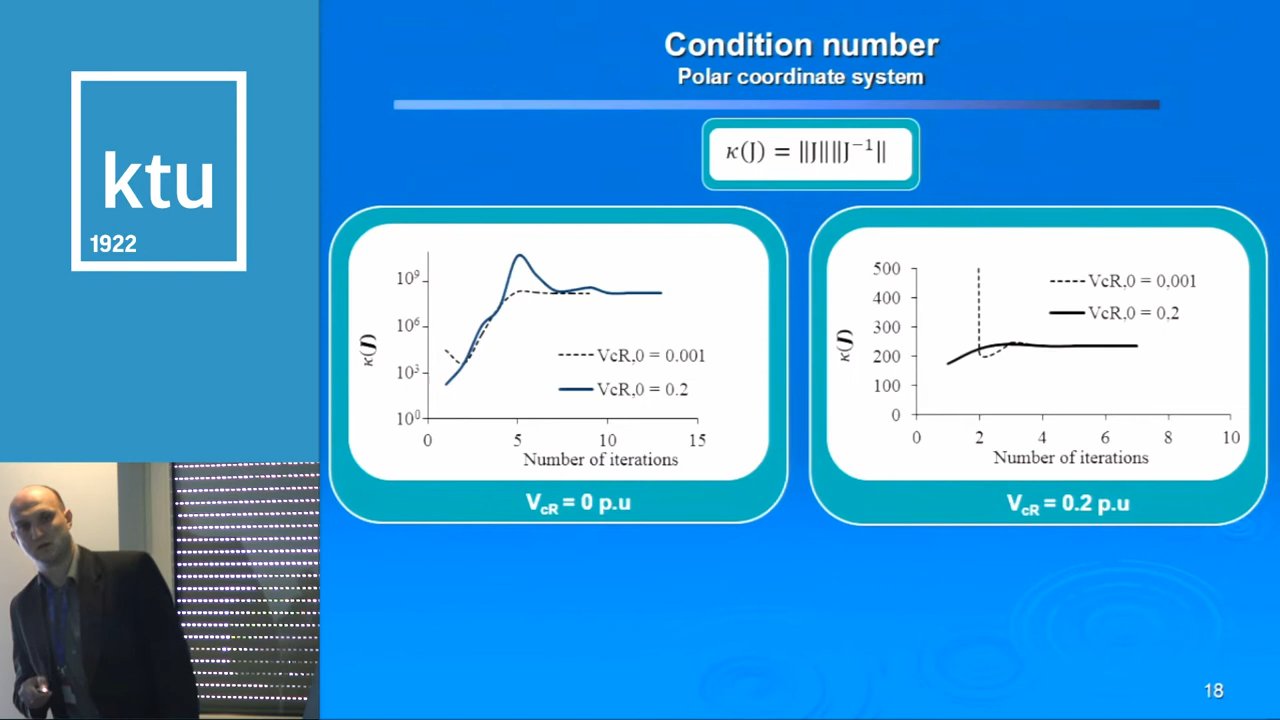 ktu
1922
Condition number
Polar coordinate system
κ(J) = ‖J‖‖J⁻¹‖
10⁹
10⁶
10³
10⁰
κ(J)
0 5 10 15
Number of iterations
VcR,0 = 0.001
VcR,0 = 0.2
V_cR = 0 p.u
500
400
300
200
100
0
κ(J)
0 2 4 6 8 10
Number of iterations
VcR,0 = 0,001
VcR,0 = 0,2
V_cR = 0.2 p.u
18